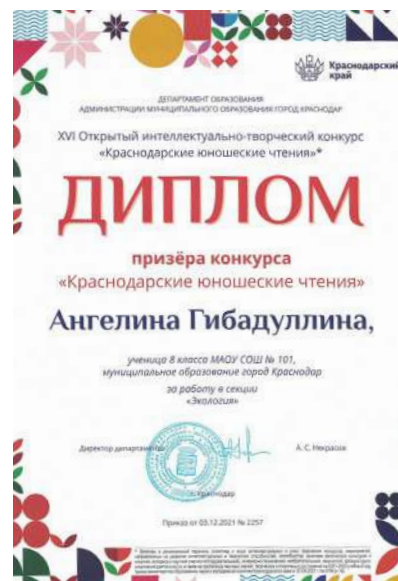 Краснодарский
край
ДЕПАРТАМЕНТ ОБРАЗОВАНИЯ
АДМИНИСТРАЦИИ МУНИЦИПАЛЬНОГО ОБРАЗОВАНИЯ ГОРОД КРАСНОДАР
XVI Открытый интеллектуально-творческий конкурс
«Краснодарские юношеские чтения»*
ДИПЛОМ
призёра конкурса
«Краснодарские юношеские чтения»
Ангелина Гибадуллина,
ученица 8 класса МАОУ СОШ № 101,
муниципальное образование город Краснодар
за работу в секции
«Экология»
Директор департамента
А. С. Некрасов
г. Краснодар
Приказ от 03.12.2021 № 2257